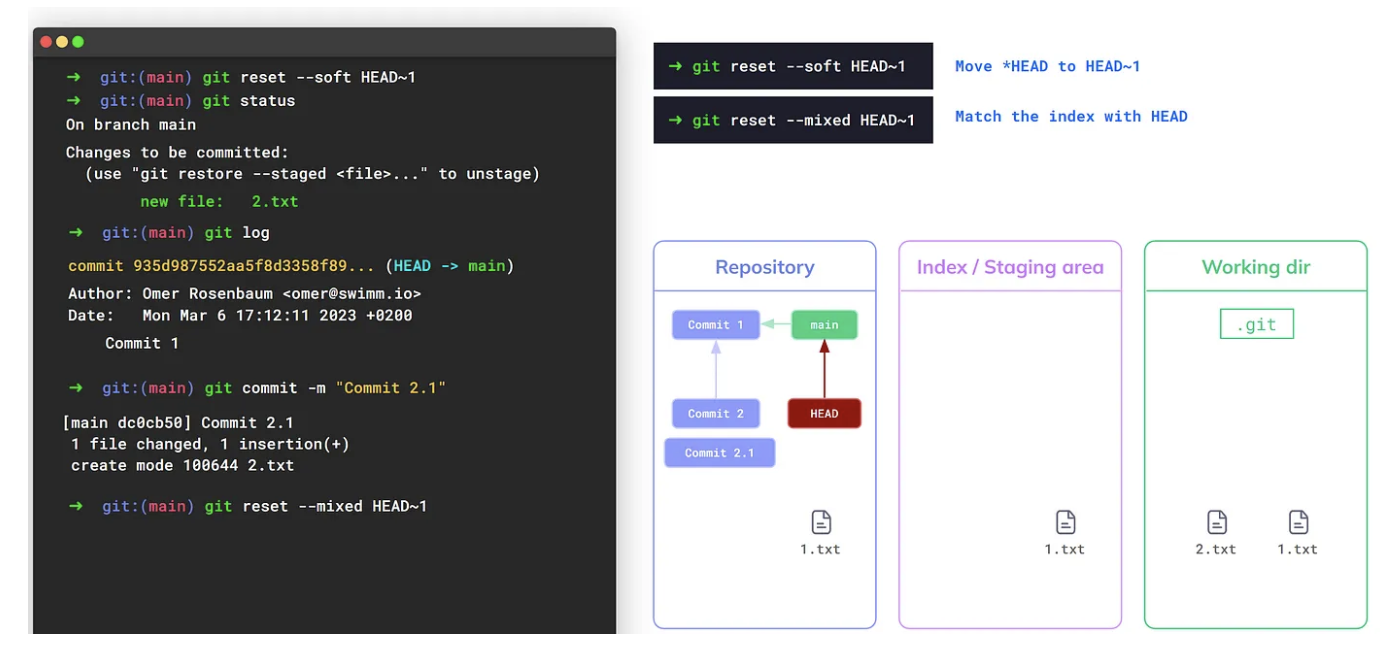 ➜ git:(main) git reset --soft HEAD~1
➜ git:(main) git status
On branch main
Changes to be committed:
(use "git restore --staged <file>..." to unstage)
new file: 2.txt
➜ git:(main) git log
commit 935d987552aa5f8d3358f89... (HEAD -> main)
Author: Omer Rosenbaum <omer@swimm.io>
Date: Mon Mar 6 17:12:11 2023 +0200
Commit 1
➜ git:(main) git commit -m "Commit 2.1"
[main dc0cb50] Commit 2.1
1 file changed, 1 insertion(+)
create mode 100644 2.txt
➜ git:(main) git reset --mixed HEAD~1
➜ git reset --soft HEAD~1
Move *HEAD to HEAD~1
➜ git reset --mixed HEAD~1
Match the index with HEAD
Repository
Commit 1
main
Commit 2
HEAD
Commit 2.1
1.txt
Index / Staging area
1.txt
Working dir
.git
2.txt
1.txt